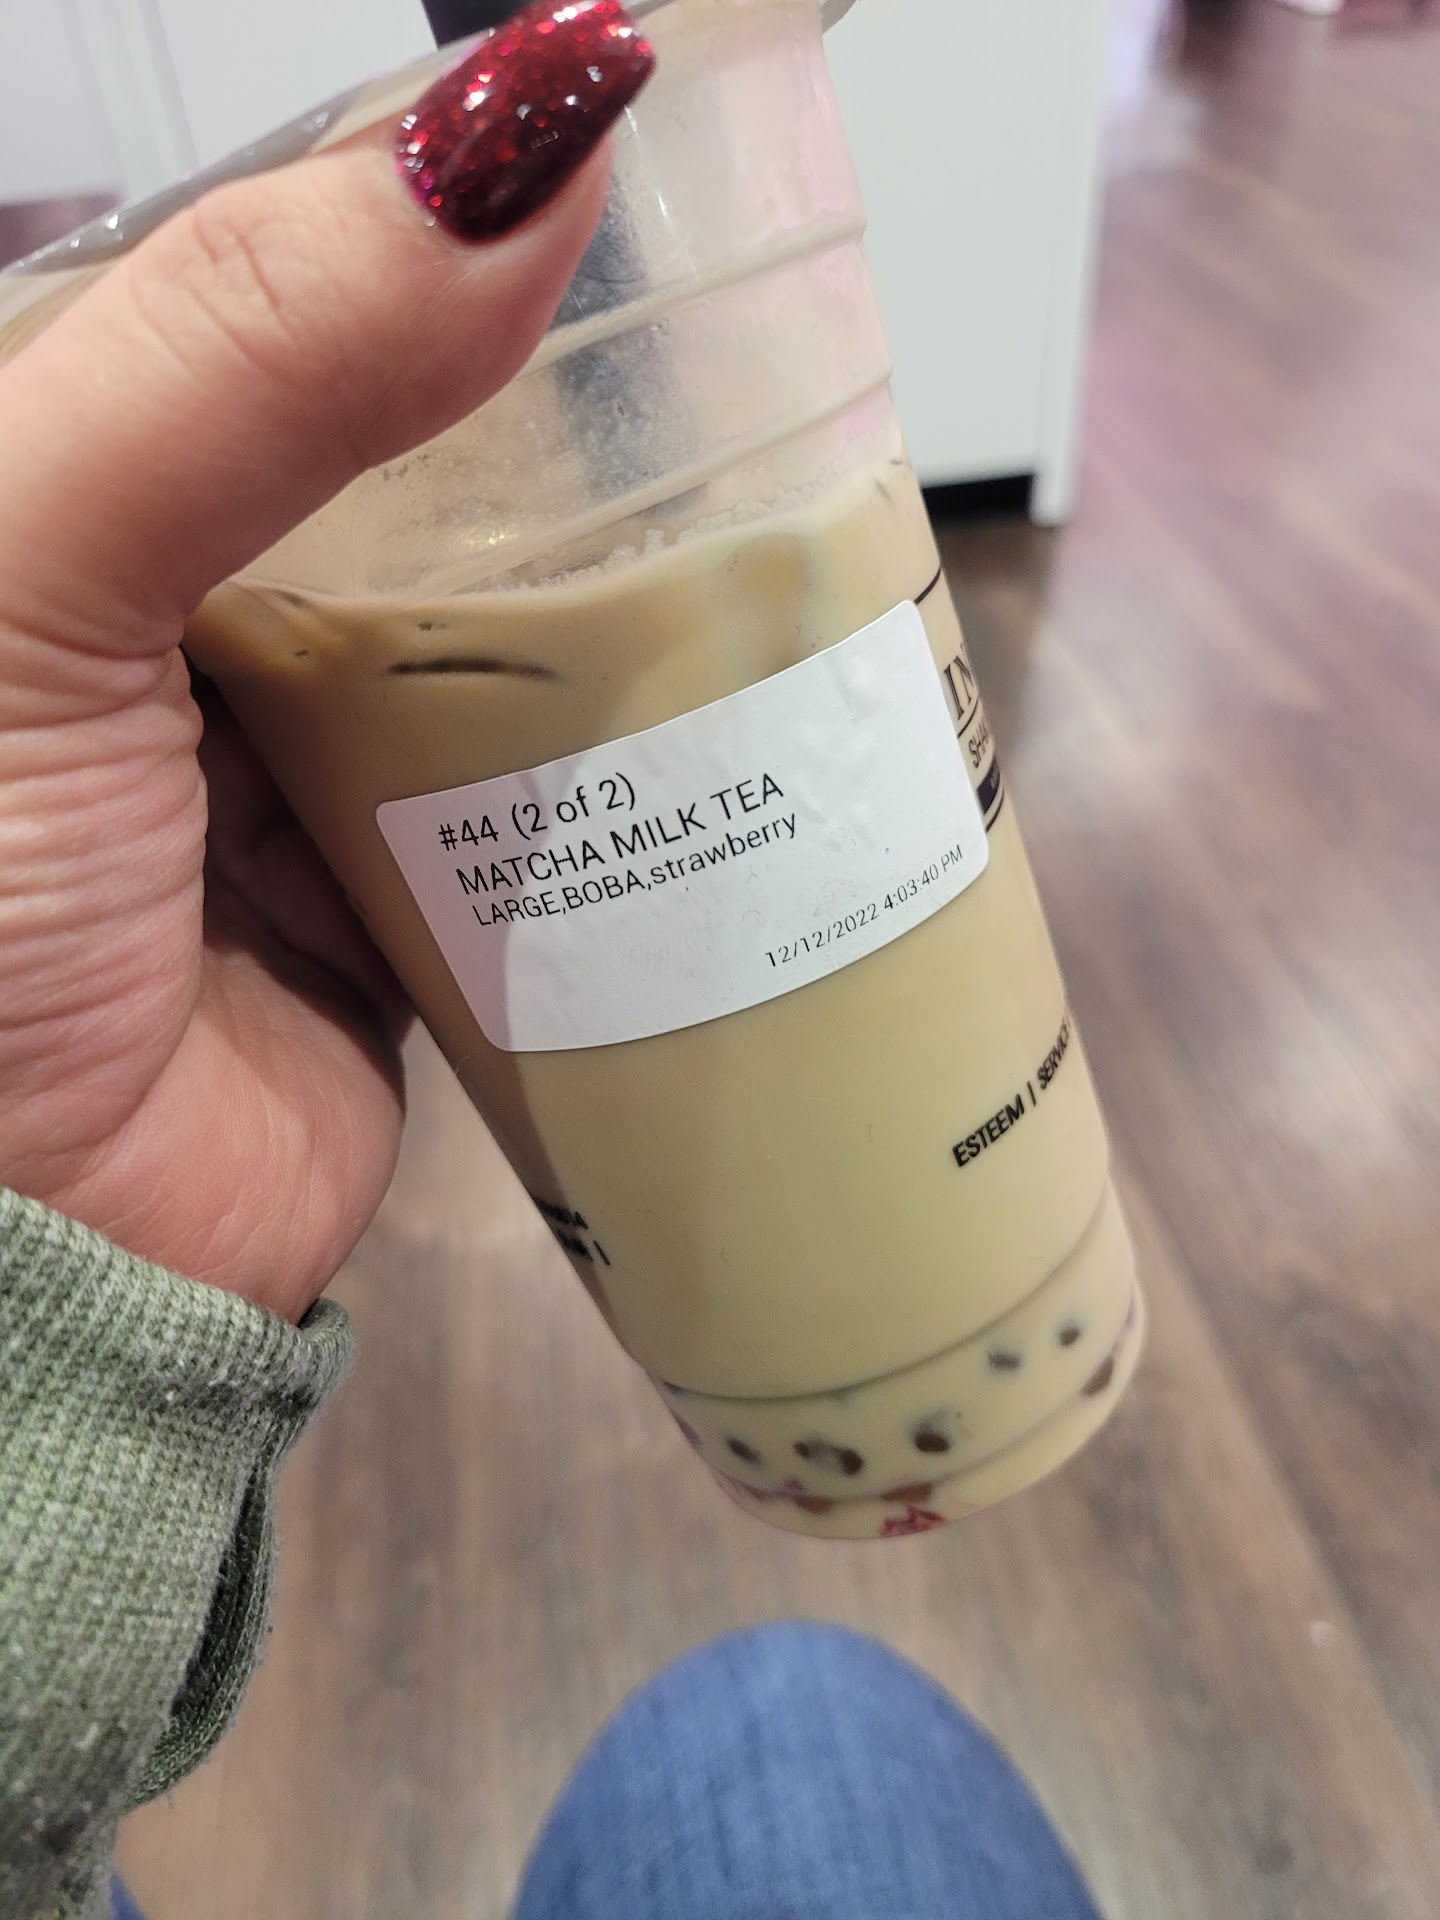 #44 (2 of 2)
MATCHA MILK TEA
LARGE,BOBA,strawberry
12/12/2022 4:03:40 PM
ESTEEM |